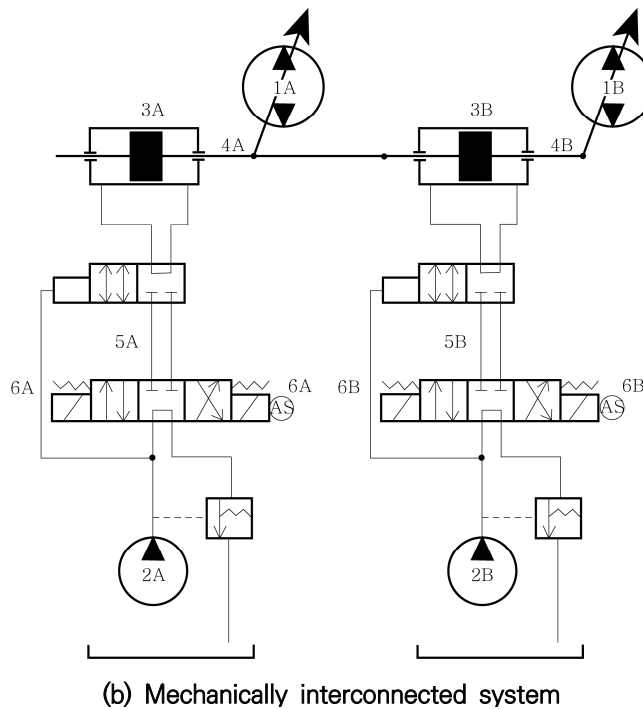 1A 1B
3A 3B
4A 4B
5A 5B
6A 6A 6B 6B
AS AS
2A 2B
(b) Mechanically interconnected system